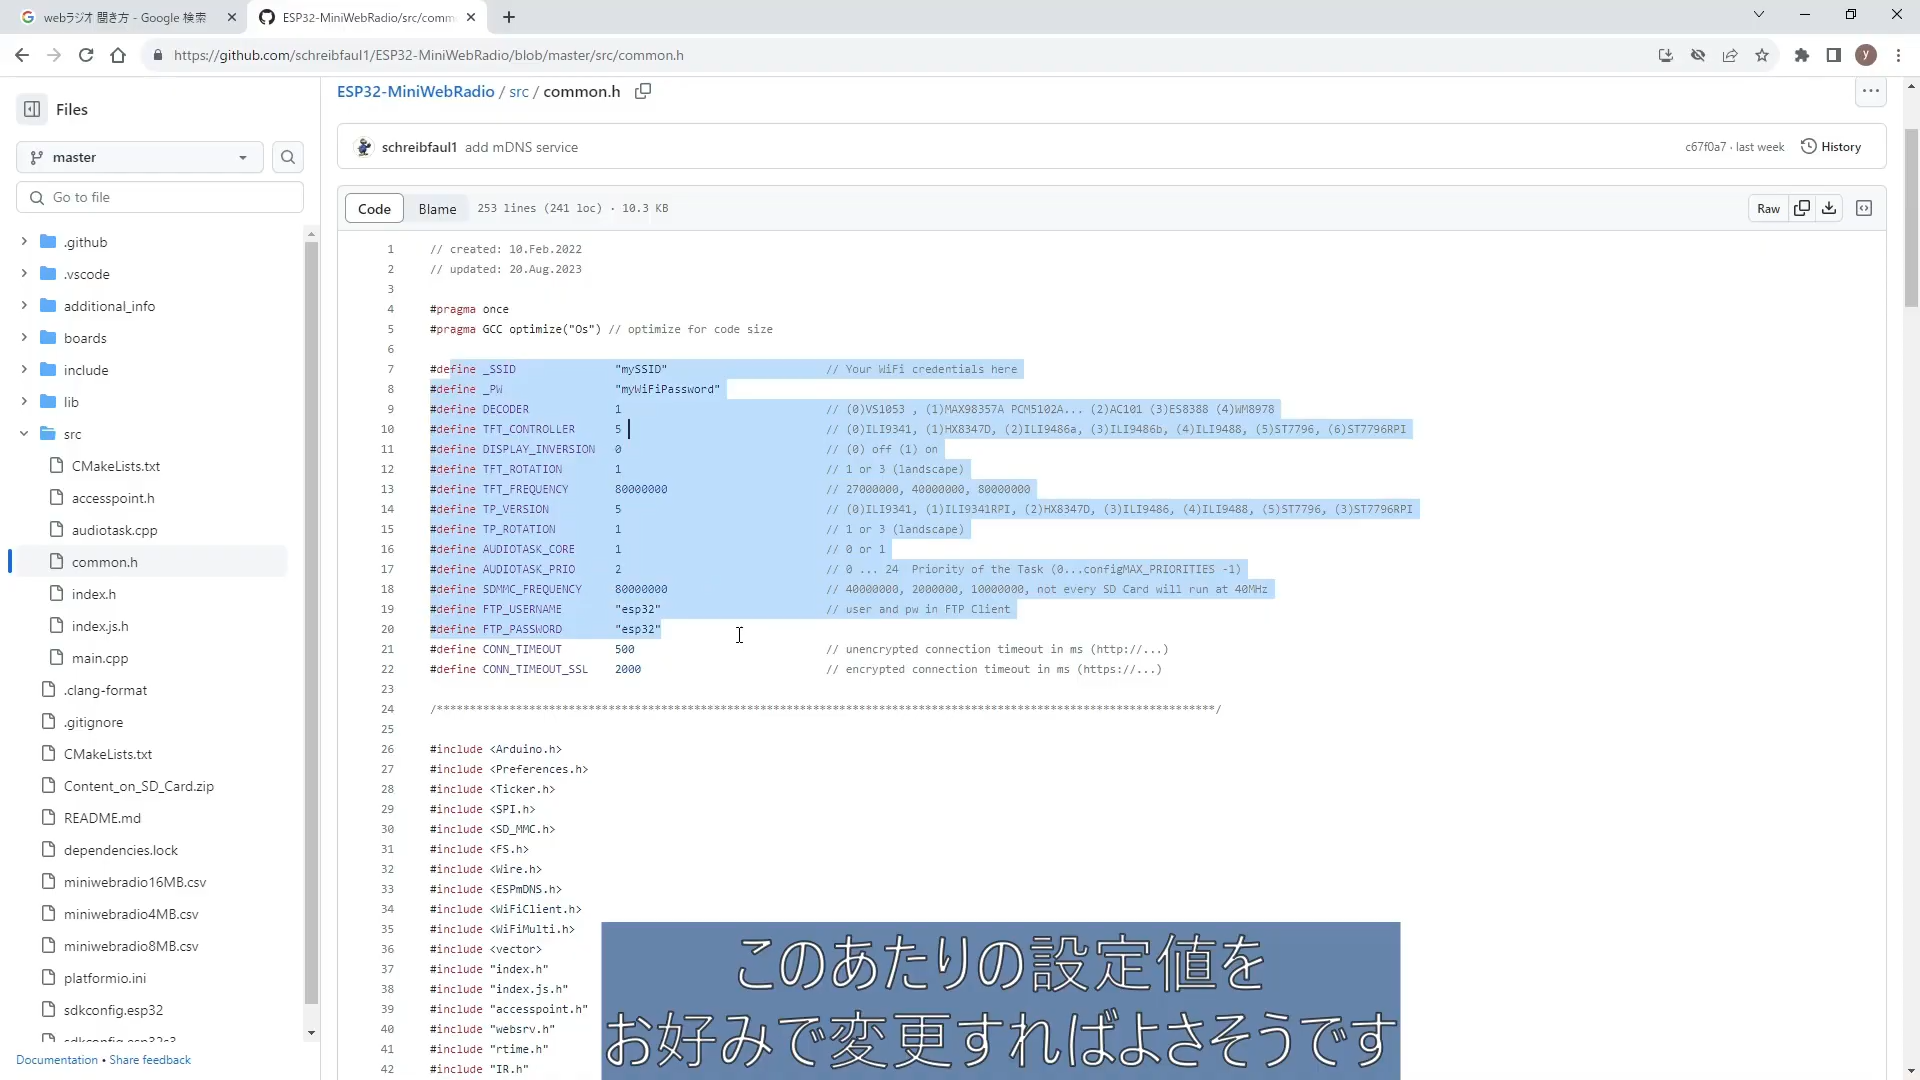 webラジオ 聞き方 - Google 検索
ESP32-MiniWebRadio/src/comm
https://github.com/schreibfaul1/ESP32-MiniWebRadio/blob/master/src/common.h
y
Files
master
Go to file
.github
.vscode
additional_info
boards
include
lib
src
CMakeLists.txt
accesspoint.h
audiotask.cpp
common.h
index.h
index.js.h
main.cpp
.clang-format
.gitignore
CMakeLists.txt
Content_on_SD_Card.zip
README.md
dependencies.lock
miniwebradio16MB.csv
miniwebradio4MB.csv
miniwebradio8MB.csv
platformio.ini
sdkconfig.esp32
sdkconfig.esp32s3
Documentation • Share feedback
ESP32-MiniWebRadio / src / common.h
schreibfaul1 add mDNS service
c67f0a7 · last week History
Code Blame 253 lines (241 loc) · 10.3 KB
Raw
1 // created: 10.Feb.2022
2 // updated: 20.Aug.2023
3
4 #pragma once
5 #pragma GCC optimize("Os") // optimize for code size
6
7 #define _SSID "mySSID" // Your WiFi credentials here
8 #define _PW "myWiFiPassword"
9 #define DECODER 1 // (0)VS1053 , (1)MAX98357A PCM5102A... (2)AC101 (3)ES8388 (4)WM8978
10 #define TFT_CONTROLLER 5 // (0)ILI9341, (1)HX8347D, (2)ILI9486a, (3)ILI9486b, (4)ILI9488, (5)ST7796, (6)ST7796RPI
11 #define DISPLAY_INVERSION 0 // (0) off (1) on
12 #define TFT_ROTATION 1 // 1 or 3 (landscape)
13 #define TFT_FREQUENCY 80000000 // 27000000, 40000000, 80000000
14 #define TP_VERSION 5 // (0)ILI9341, (1)ILI9341RPI, (2)HX8347D, (3)ILI9486, (4)ILI9488, (5)ST7796, (3)ST7796RPI
15 #define TP_ROTATION 1 // 1 or 3 (landscape)
16 #define AUDIOTASK_CORE 1 // 0 or 1
17 #define AUDIOTASK_PRIO 2 // 0 ... 24 Priority of the Task (0...configMAX_PRIORITIES -1)
18 #define SDMMC_FREQUENCY 80000000 // 40000000, 2000000, 10000000, not every SD Card will run at 40MHz
19 #define FTP_USERNAME "esp32" // user and pw in FTP Client
20 #define FTP_PASSWORD "esp32"
21 #define CONN_TIMEOUT 500 // unencrypted connection timeout in ms (http://...)
22 #define CONN_TIMEOUT_SSL 2000 // encrypted connection timeout in ms (https://...)
23
24 /**********************************************************************************************************************/
25
26 #include <Arduino.h>
27 #include <Preferences.h>
28 #include <Ticker.h>
29 #include <SPI.h>
30 #include <SD_MMC.h>
31 #include <FS.h>
32 #include <Wire.h>
33 #include <ESPmDNS.h>
34 #include <WiFiClient.h>
35 #include <WiFiMulti.h>
36 #include <vector>
37 #include "index.h"
38 #include "index.js.h"
39 #include "accesspoint.h"
40 #include "websrv.h"
41 #include "rtime.h"
42 #include "IR.h"
このあたりの設定値を
お好みで変更すればよさそうです